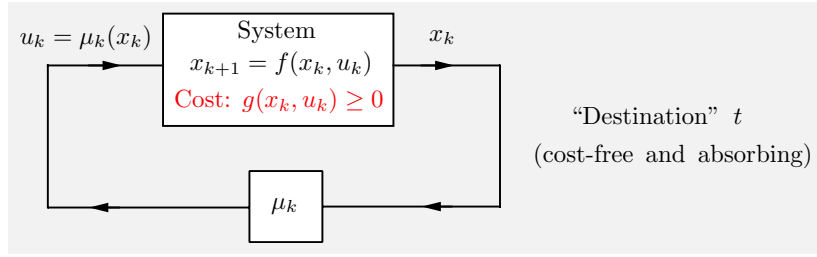 u_k = μ_k(x_k)
System
x_{k+1} = f(x_k, u_k)
Cost: g(x_k, u_k) ≥ 0
x_k
“Destination” t
(cost-free and absorbing)
μ_k